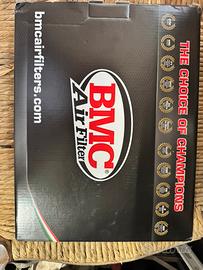 THE CHOICE OF CHAMPIONS
BMC
Air Filter
bmcairfilters.com